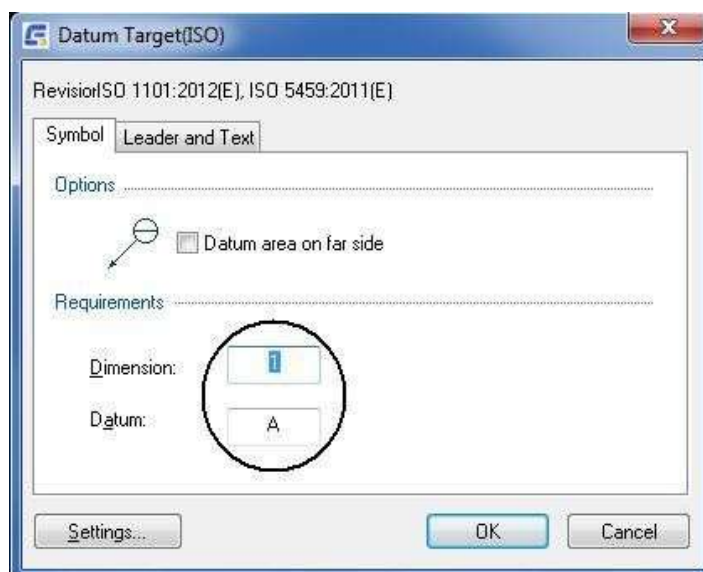 Datum Target(ISO)
RevisionISO 1101:2012(E), ISO 5459:2011(E)
Symbol
Leader and Text
Options
Datum area on far side
Requirements
Dimension:
1
Datum:
A
Settings...
OK
Cancel